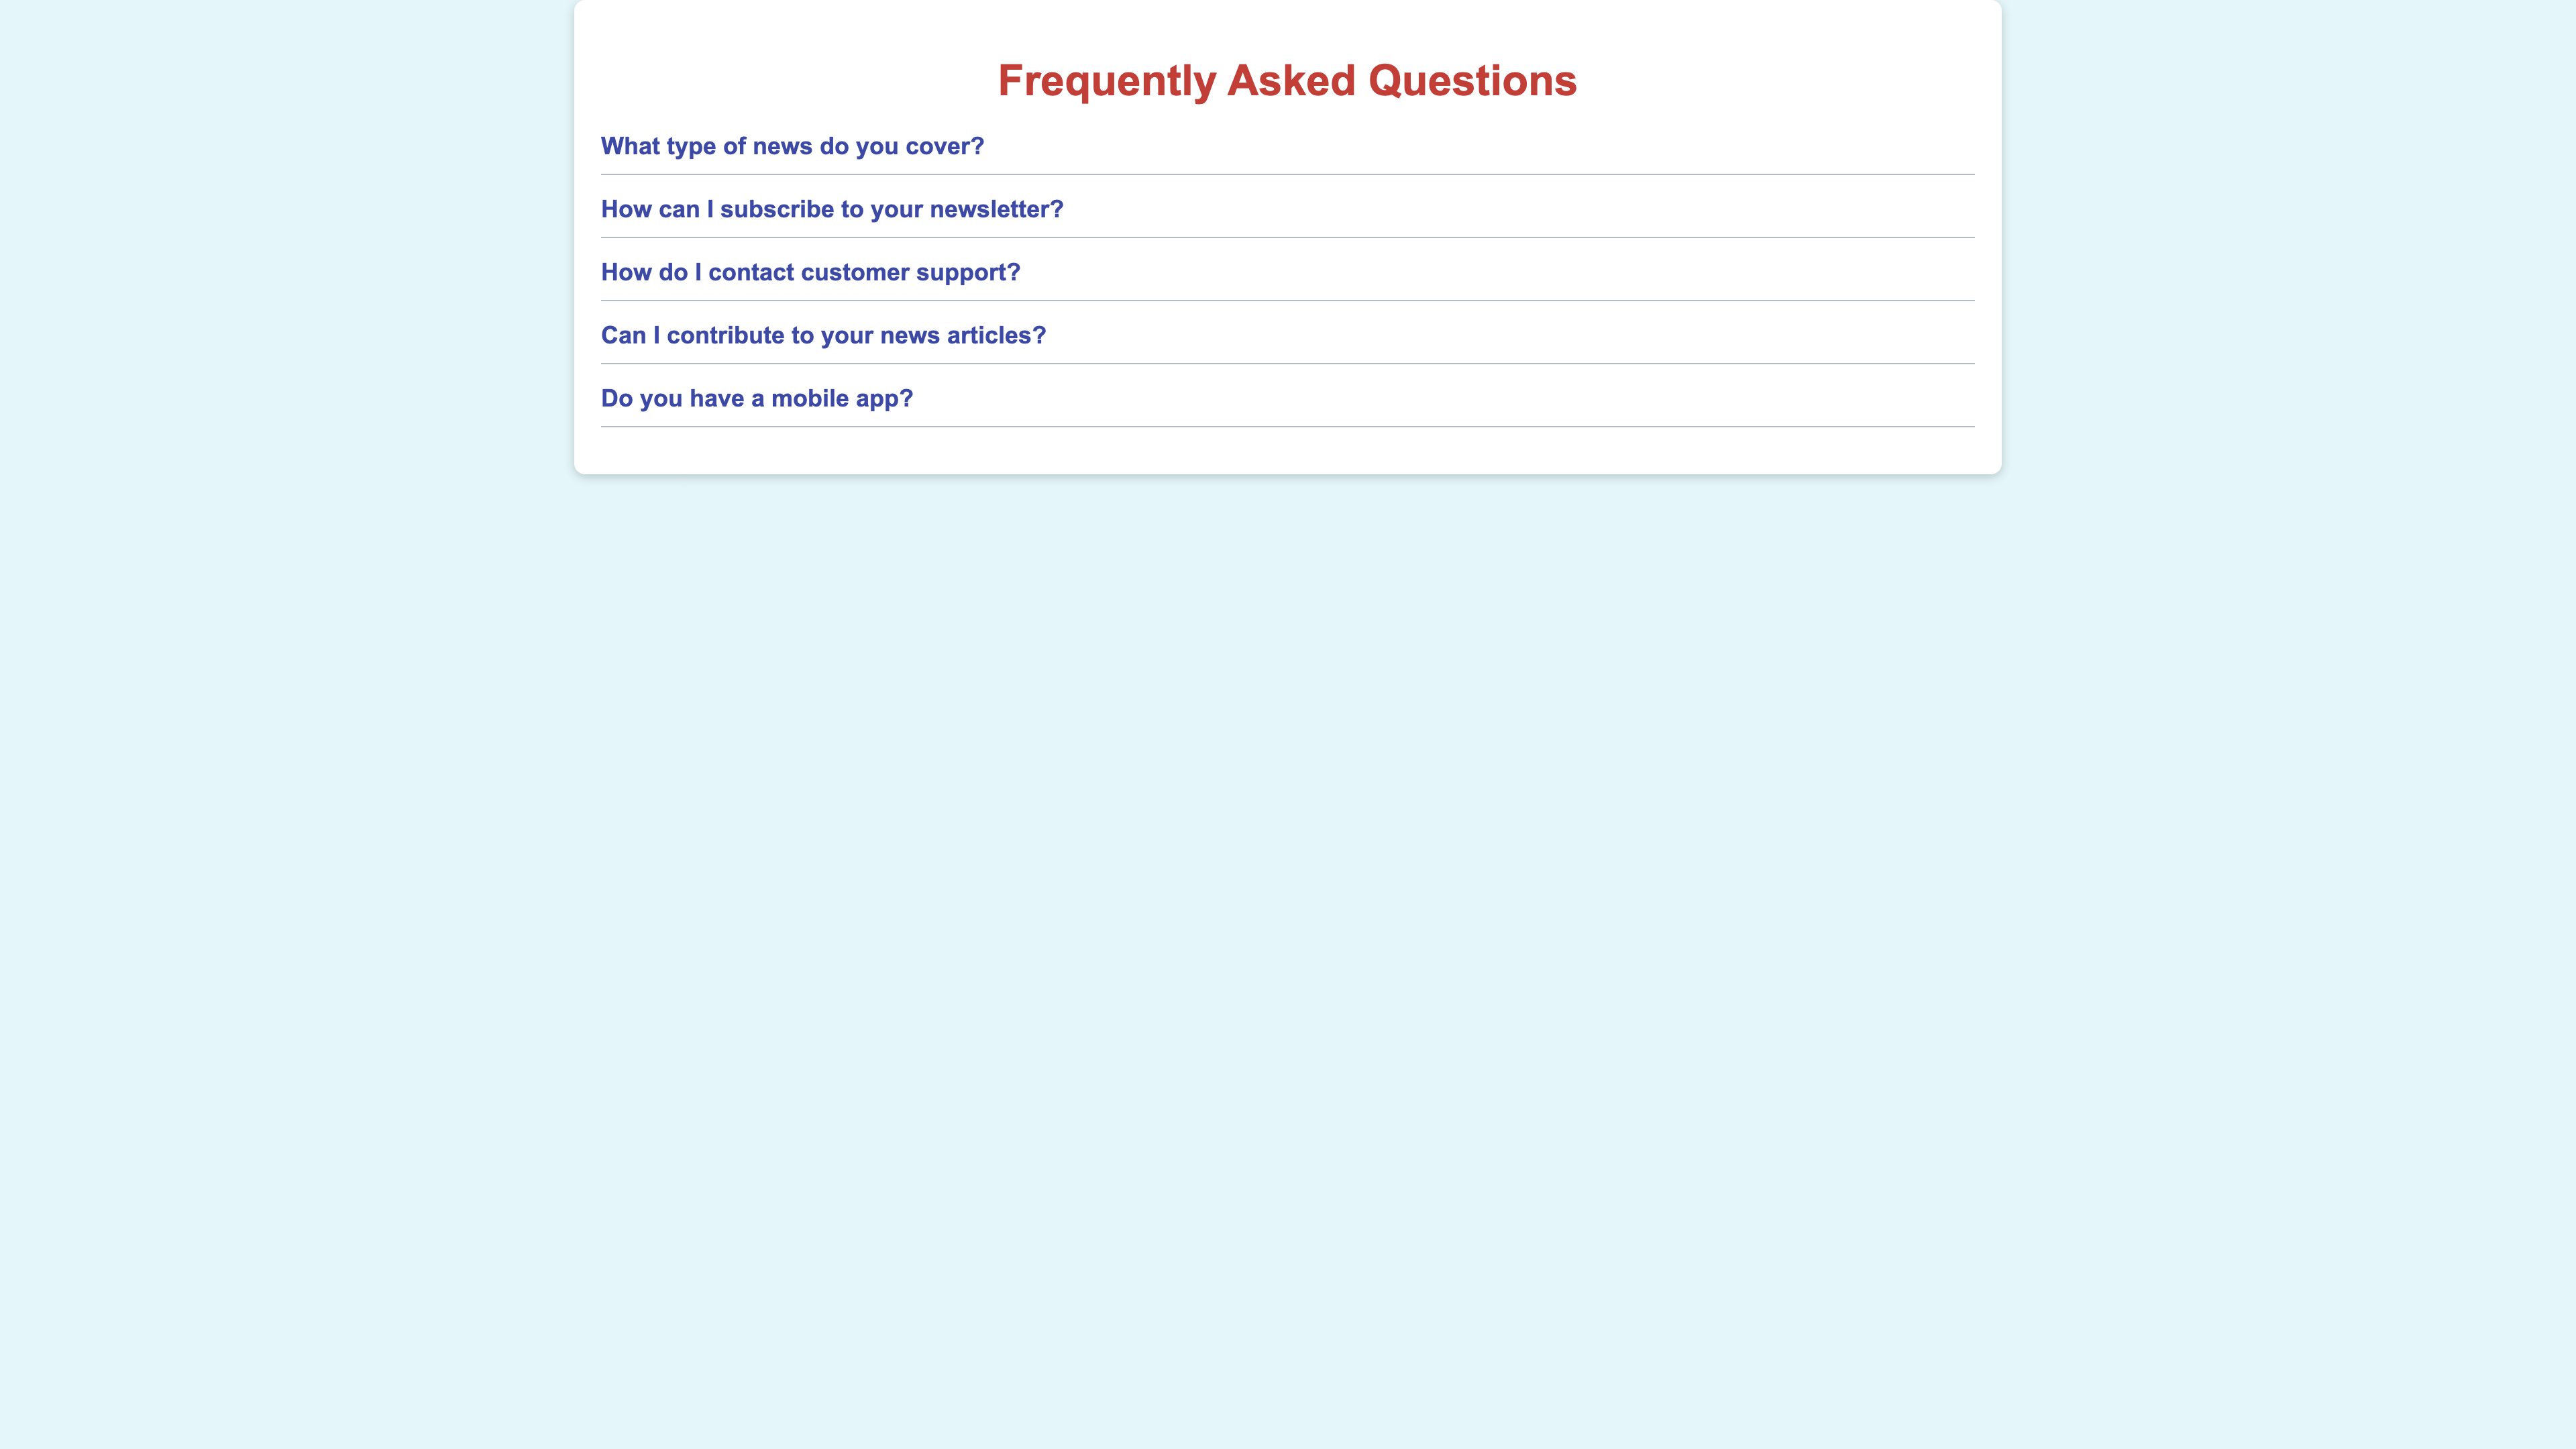 Frequently Asked Questions
What type of news do you cover?
How can I subscribe to your newsletter?
How do I contact customer support?
Can I contribute to your news articles?
Do you have a mobile app?